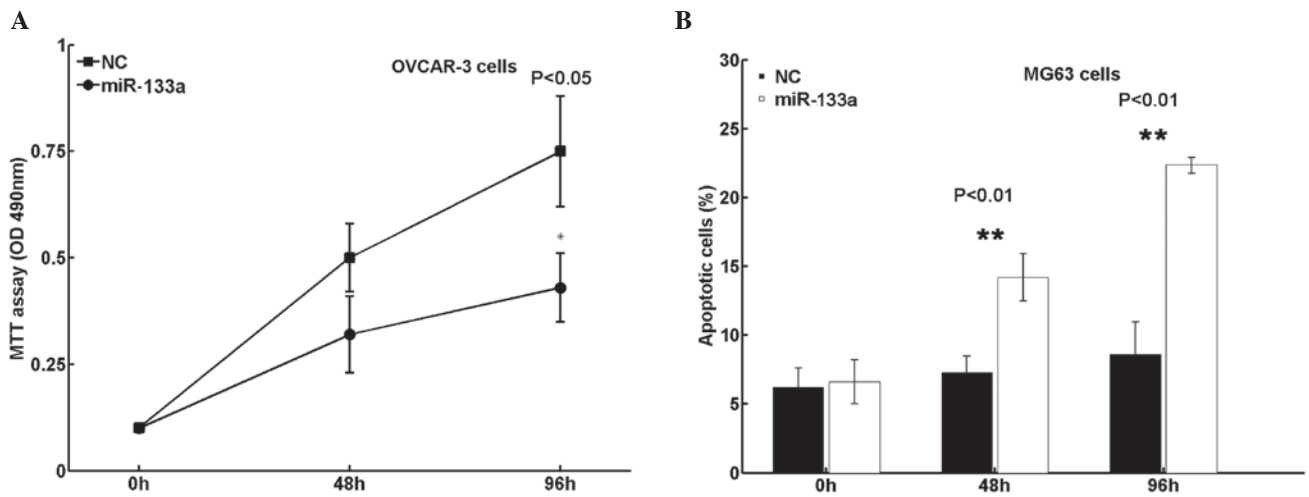 A
1
NC
miR-133a
OVCAR-3 cells
P<0.05
*
0.75
0.5
0.25
0
MTT assay (OD 490nm)
0h
48h
96h
B
30
NC
miR-133a
MG63 cells
P<0.01
**
P<0.01
**
25
20
15
10
5
0
Apoptotic cells (%)
0h
48h
96h